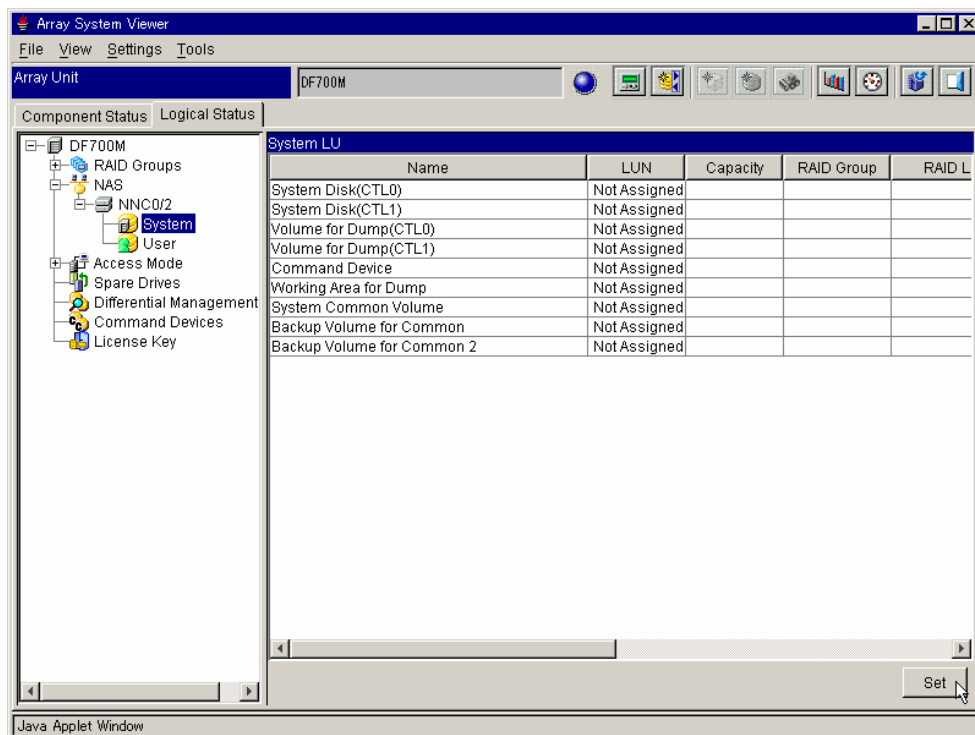 Array System Viewer
File View Settings Tools
Array Unit DF700M
Component Status Logical Status
DF700M
RAID Groups
NAS
NNC0/2
System
User
Access Mode
Spare Drives
Differential Management
Command Devices
License Key
System LU
Name LUN Capacity RAID Group RAID L
System Disk(CTL0) Not Assigned
System Disk(CTL1) Not Assigned
Volume for Dump(CTL0) Not Assigned
Volume for Dump(CTL1) Not Assigned
Command Device Not Assigned
Working Area for Dump Not Assigned
System Common Volume Not Assigned
Backup Volume for Common Not Assigned
Backup Volume for Common 2 Not Assigned
Set
Java Applet Window